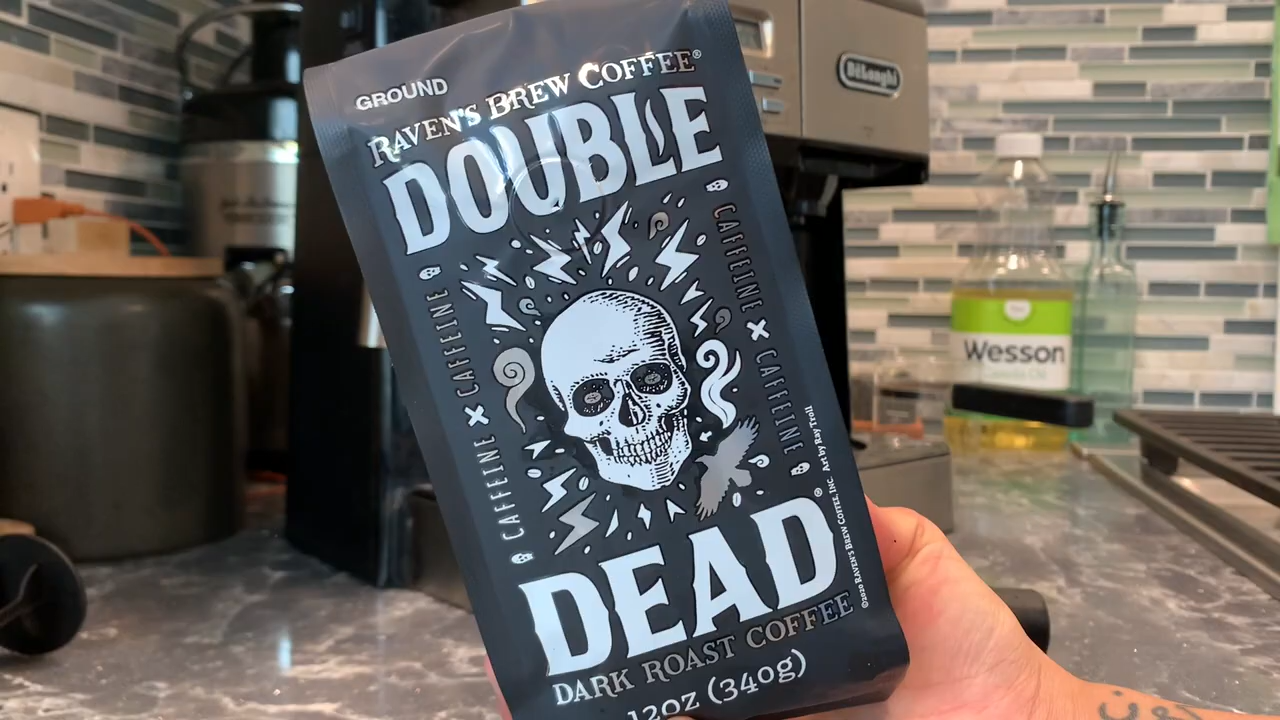 GROUND
RAVEN'S BREW COFFEE®
DOUBLE
CAFFEINE X CAFFEINE
CAFFEINE X CAFFEINE
DEAD®
DARK ROAST COFFEE
12OZ (340g)
©2020 RAVEN'S BREW COFFEE, INC. Art by Ray Troll
DeLonghi
Wesson